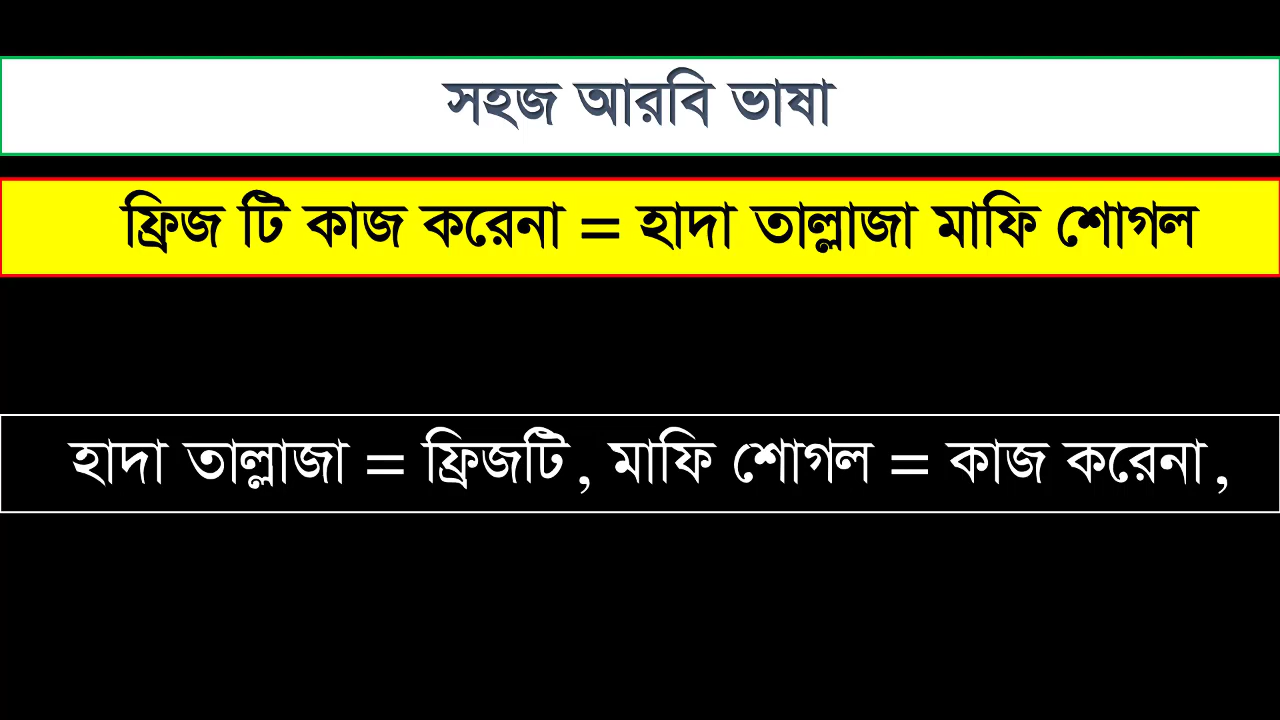 সহজ আরবি ভাষা
ফ্রিজ টি কাজ করেনা = হাদা তাল্লাজা মাফি শোগল
হাদা তাল্লাজা = ফ্রিজটি, মাফি শোগল = কাজ করেনা,